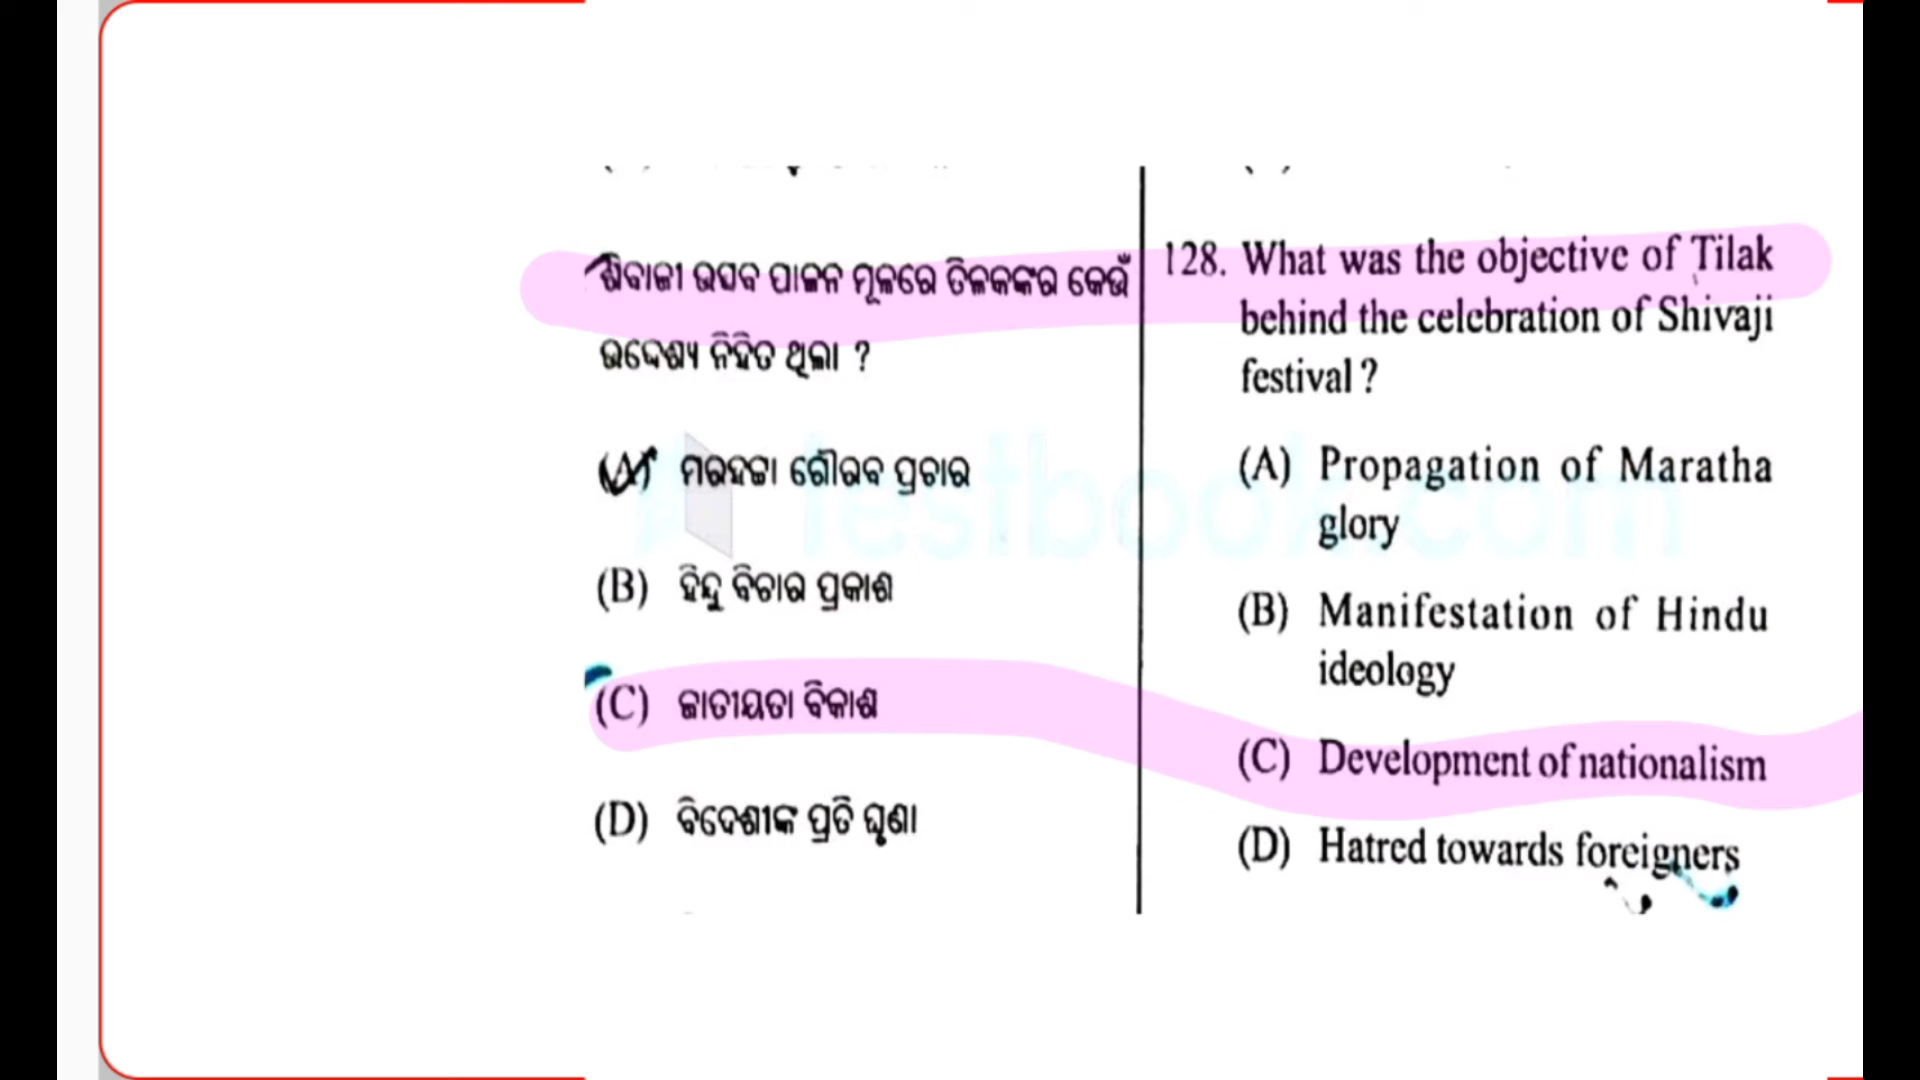 ଶିବାଜୀ ଉତ୍ସବ ପାଳନ ମୂଳରେ ତିଳକଙ୍କର କେଉଁ
ଉଦ୍ଦେଶ୍ୟ ନିହିତ ଥିଲା ?
(A) ମରହଟ୍ଟା ଗୌରବ ପ୍ରଚାର
(B) ହିନ୍ଦୁ ବିଚାର ପ୍ରକାଶ
(C) ଜାତୀୟତା ବିକାଶ
(D) ବିଦେଶୀଙ୍କ ପ୍ରତି ଘୃଣା
128. What was the objective of Tilak
behind the celebration of Shivaji
festival ?
(A) Propagation of Maratha
glory
(B) Manifestation of Hindu
ideology
(C) Development of nationalism
(D) Hatred towards foreigners
testbook.com